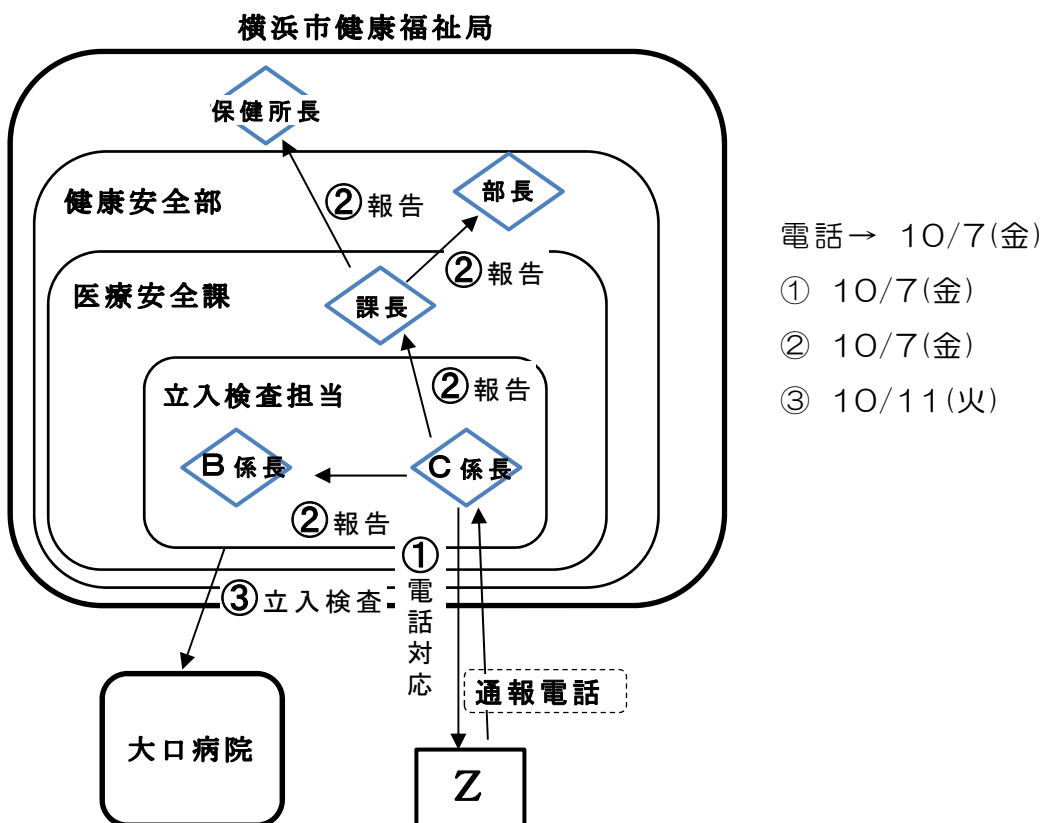 横浜市健康福祉局
保健所長
健康安全部
②報告
部長
②報告
医療安全課
課長
立入検査担当
②報告
B係長
C係長
②報告
①電話対応
③立入検査
通報電話
大口病院
Z
電話→ 10/7(金)
① 10/7(金)
② 10/7(金)
③ 10/11(火)